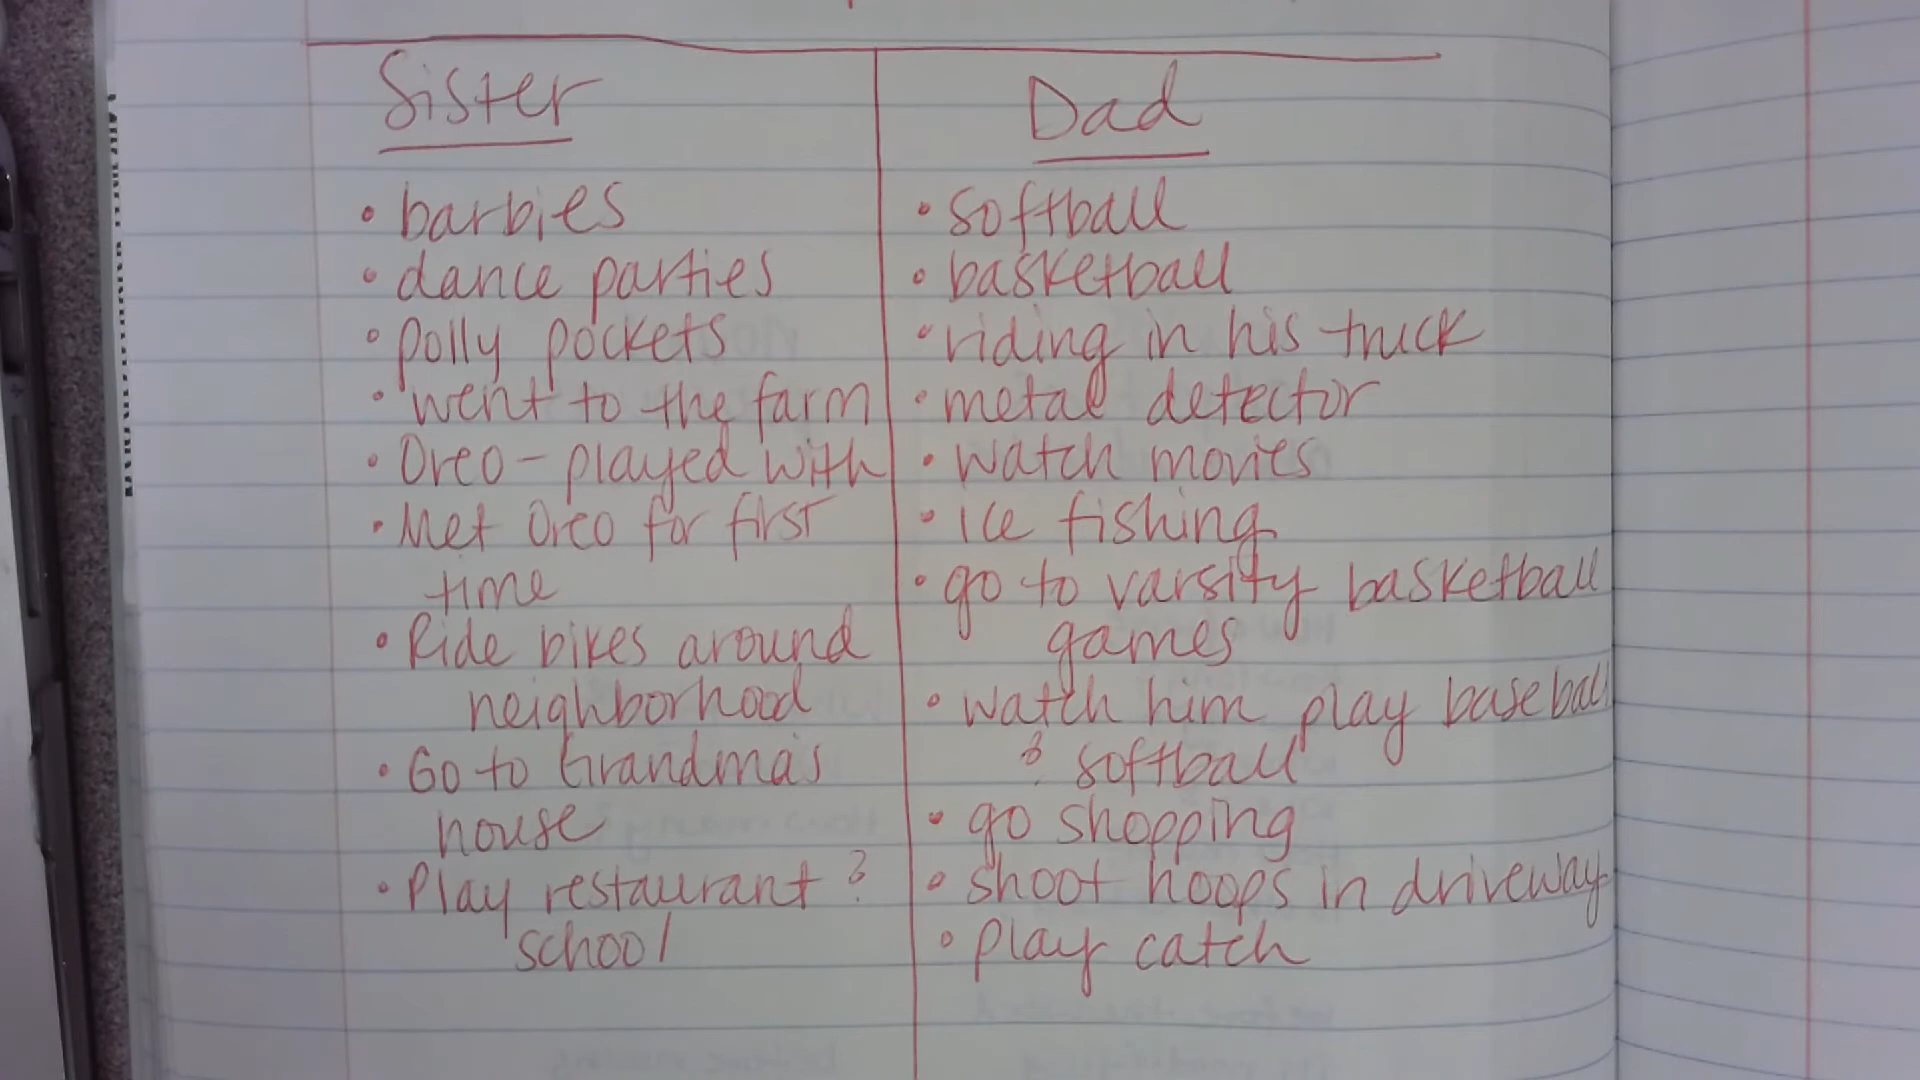 Sister
• barbies
• dance parties
• polly pockets
• went to the farm
• Oreo - played with
• Met Oreo for first
time
• Ride bikes around
neighborhood
• Go to Grandma's
house
• Play restaurant &
school
Dad
• softball
• basketball
• riding in his truck
• metal detector
• watch movies
• ice fishing
• go to varsity basketball
games
• watch him play baseball
& softball
• go shopping
• shoot hoops in driveway
• play catch